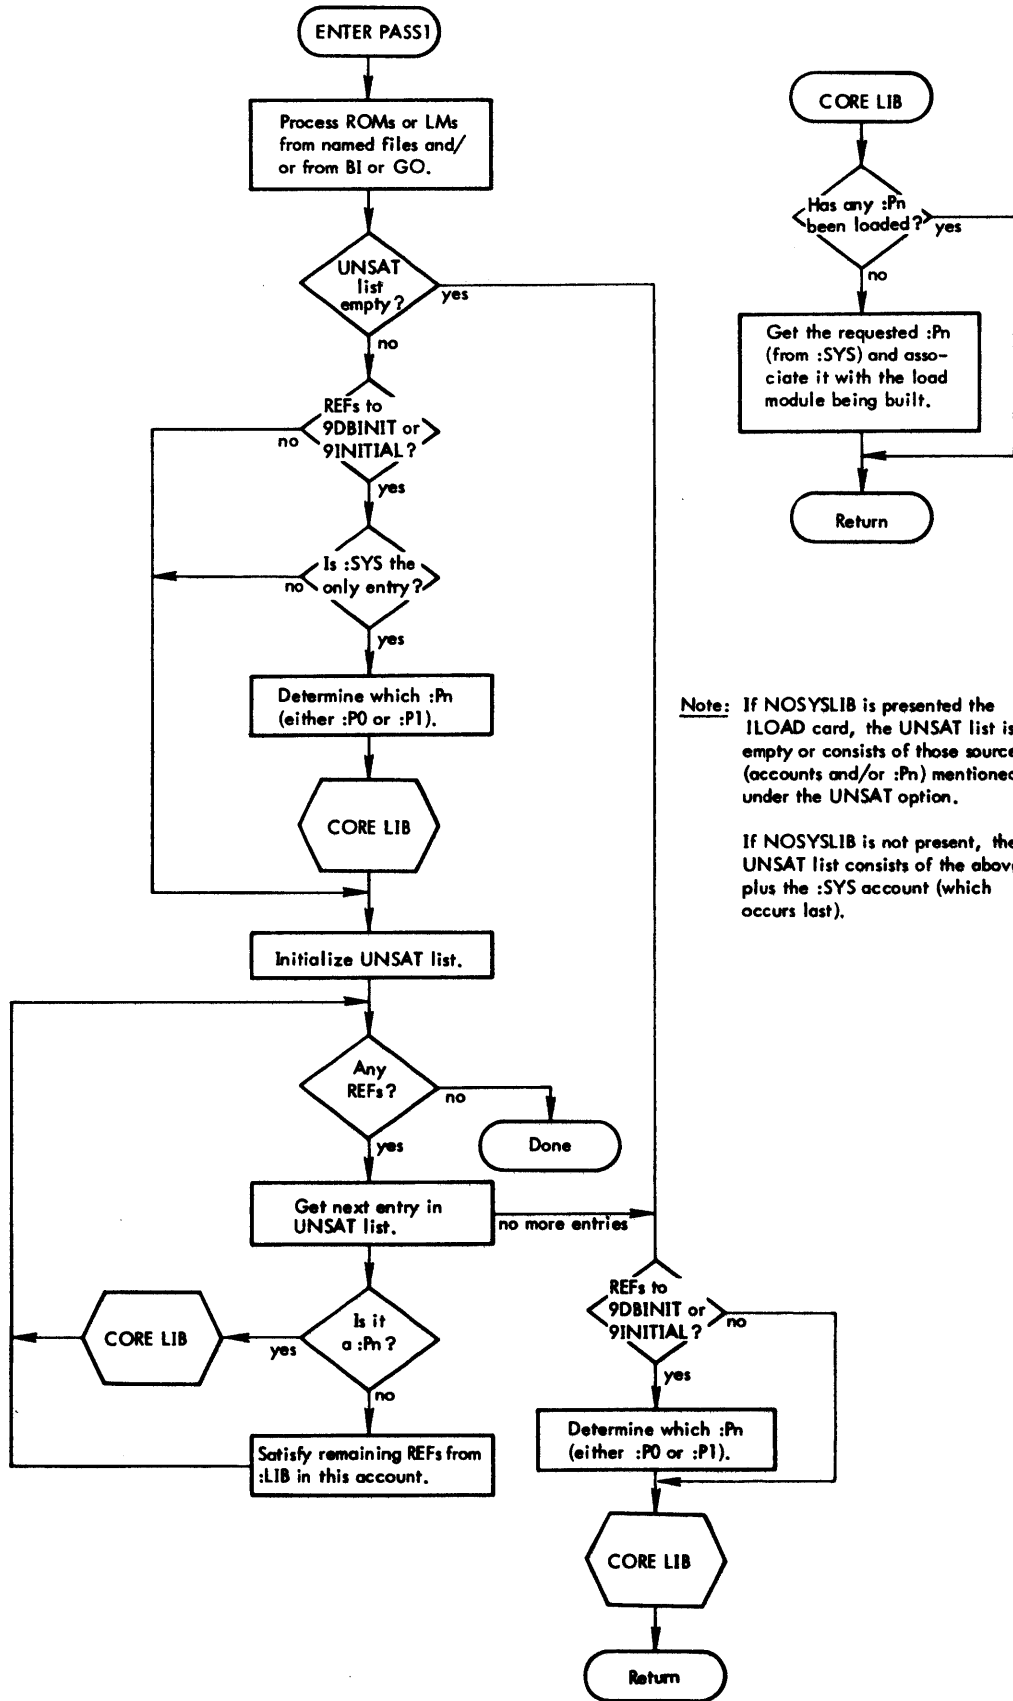 ENTER PASS1
Process ROMs or LMs
from named files and/
or from BI or GO.
UNSAT
list
empty?
yes
no
REFs to
9DBINIT or
9INITIAL?
no
yes
Is :SYS the
only entry?
no
yes
Determine which :Pn
(either :P0 or :P1).
CORE LIB
Initialize UNSAT list.
Any
REFs?
no
Done
yes
Get next entry in
UNSAT list.
no more entries
Is it
a :Pn?
yes
CORE LIB
no
Satisfy remaining REFs from
:LIB in this account.
REFs to
9DBINIT or
9INITIAL?
no
yes
Determine which :Pn
(either :P0 or :P1).
CORE LIB
Return
CORE LIB
Has any :Pn
been loaded?
yes
no
Get the requested :Pn
(from :SYS) and asso-
ciate it with the load
module being built.
Return
Note: If NOSYSLIB is presented the
!LOAD card, the UNSAT list is
empty or consists of those source
(accounts and/or :Pn) mentioned
under the UNSAT option.
If NOSYSLIB is not present, the
UNSAT list consists of the above
plus the :SYS account (which
occurs last).